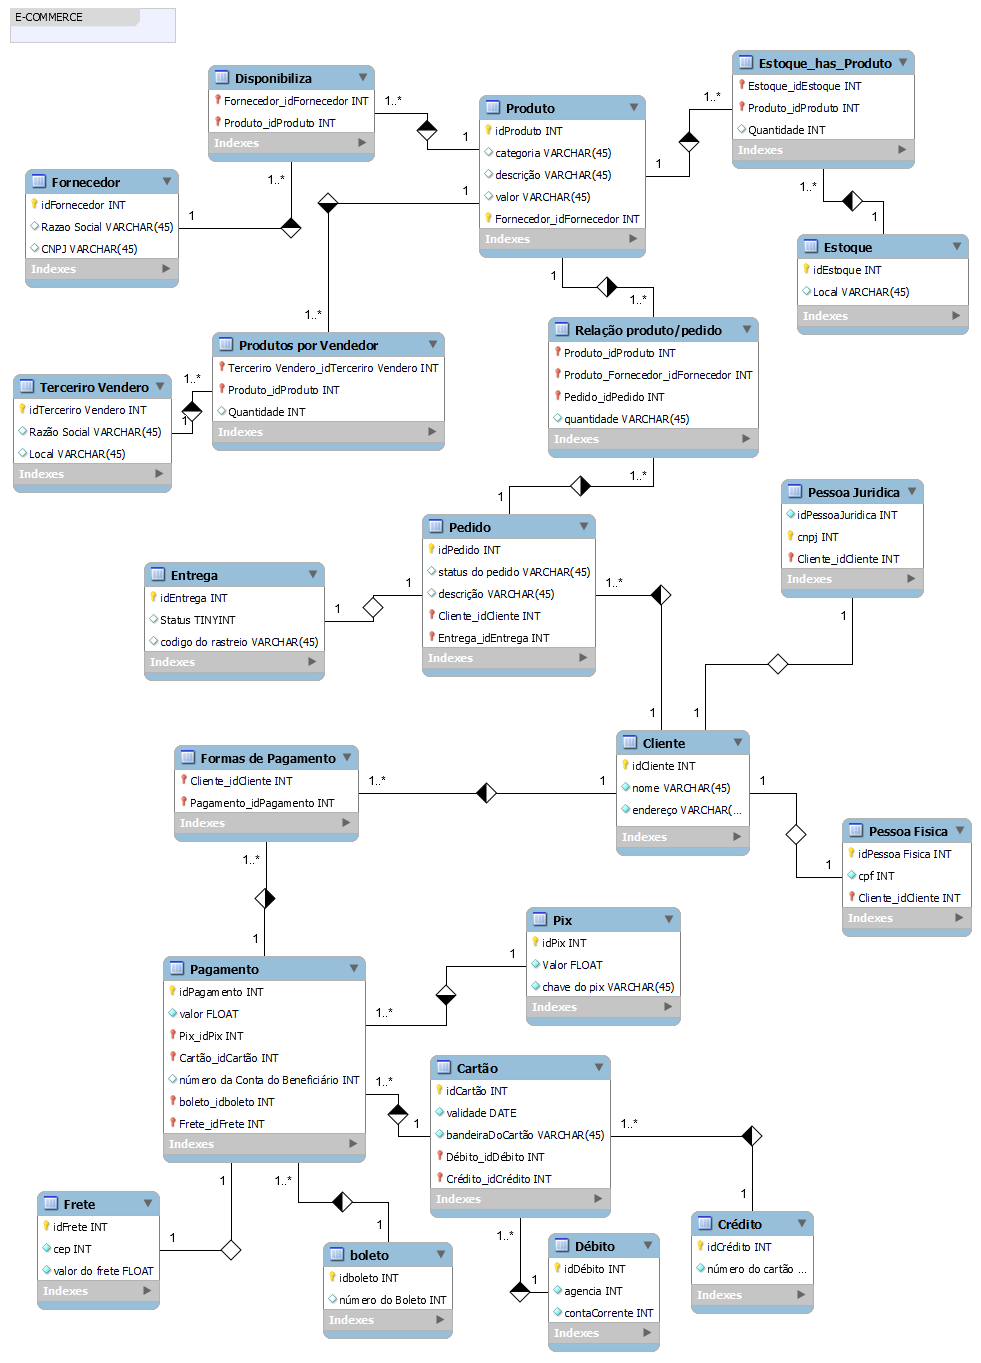 E-COMMERCE
Disponibiliza
Fornecedor_idFornecedor INT
Produto_idProduto INT
Indexes
1..*
1
Produto
idProduto INT
categoria VARCHAR(45)
descrição VARCHAR(45)
valor VARCHAR(45)
Fornecedor_idFornecedor INT
Indexes
1..*
1
Estoque_has_Produto
Estoque_idEstoque INT
Produto_idProduto INT
Quantidade INT
Indexes
1..*
1
Fornecedor
idFornecedor INT
Razao Social VARCHAR(45)
CNPJ VARCHAR(45)
Indexes
1
1..*
1
1..*
Estoque
idEstoque INT
Local VARCHAR(45)
Indexes
1
1..*
Produtos por Vendedor
Terceriro Vendero_idTerceriro Vendero INT
Produto_idProduto INT
Quantidade INT
Indexes
Relação produto/pedido
Produto_idProduto INT
Produto_Fornecedor_idFornecedor INT
Pedido_idPedido INT
quantidade VARCHAR(45)
Indexes
Terceriro Vendero
idTerceriro Vendero INT
Razão Social VARCHAR(45)
Local VARCHAR(45)
Indexes
1..*
1
1..*
1
Pessoa Juridica
idPessoaJuridica INT
cnpj INT
Cliente_idCliente INT
Indexes
Pedido
idPedido INT
status do pedido VARCHAR(45)
descrição VARCHAR(45)
Cliente_idCliente INT
Entrega_idEntrega INT
Indexes
Entrega
idEntrega INT
Status TINYINT
codigo do rastreio VARCHAR(45)
Indexes
1
1
1..*
1
1
1
Cliente
idCliente INT
nome VARCHAR(45)
endereço VARCHAR(...
Indexes
Formas de Pagamento
Cliente_idCliente INT
Pagamento_idPagamento INT
Indexes
1..*
1
1
1
Pessoa Fisica
idPessoa Fisica INT
cpf INT
Cliente_idCliente INT
Indexes
1..*
1
Pix
idPix INT
Valor FLOAT
chave do pix VARCHAR(45)
Indexes
1
1..*
Pagamento
idPagamento INT
valor FLOAT
Pix_idPix INT
Cartão_idCartão INT
número da Conta do Beneficiário INT
boleto_idboleto INT
Frete_idFrete INT
Indexes
1..*
1
Cartão
idCartão INT
validade DATE
bandeiraDoCartão VARCHAR(45)
Débito_idDébito INT
Crédito_idCrédito INT
Indexes
1..*
1
1
1..*
Frete
idFrete INT
cep INT
valor do frete FLOAT
Indexes
1
1
boleto
idboleto INT
número do Boleto INT
Indexes
1..*
1
Débito
idDébito INT
agencia INT
contaCorrente INT
Indexes
Crédito
idCrédito INT
número do cartão ...
Indexes